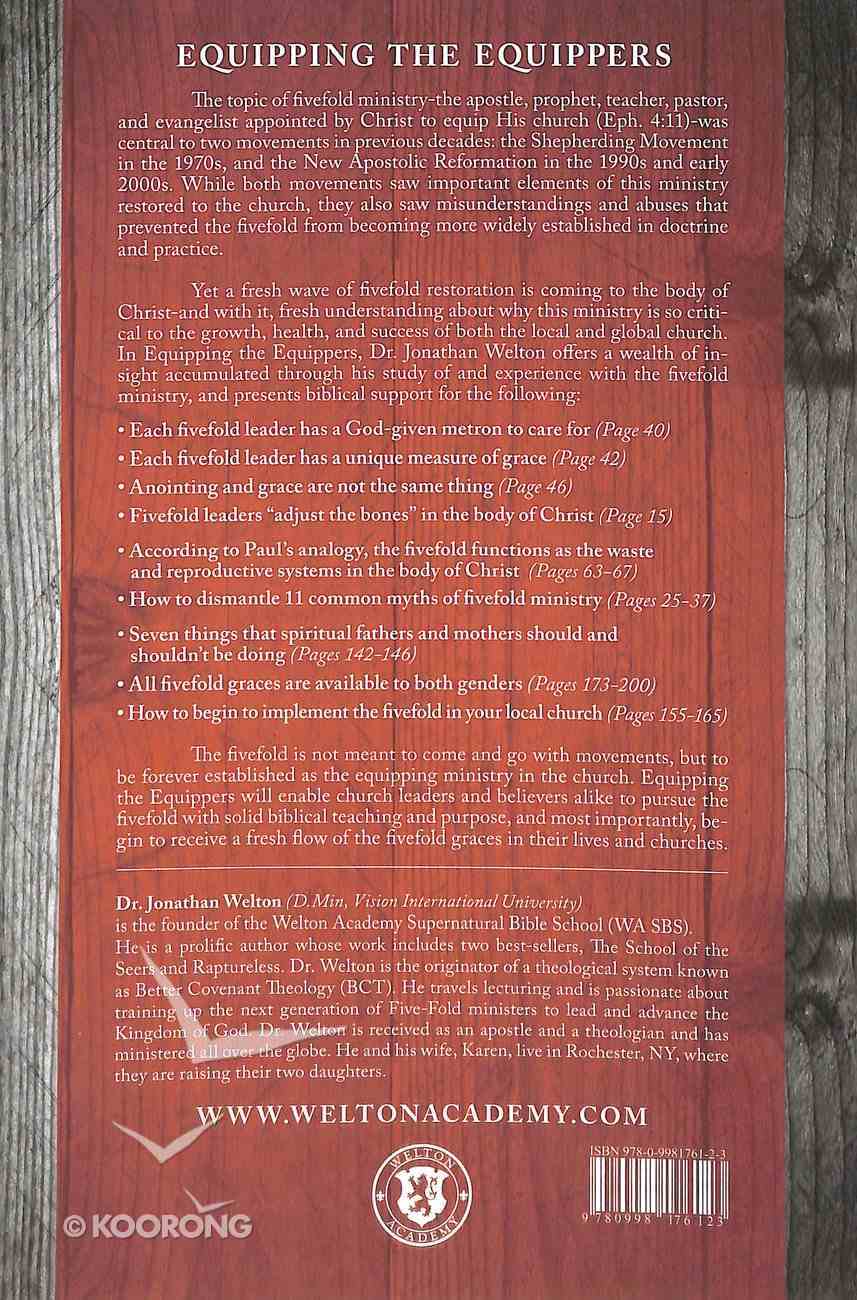 EQUIPPING THE EQUIPPERS
The topic of fivefold ministry-the apostle, prophet, teacher, pastor,
and evangelist appointed by Christ to equip His church (Eph. 4:11)-was
central to two movements in previous decades: the Shepherding Movement
in the 1970s, and the New Apostolic Reformation in the 1990s and early
2000s. While both movements saw important elements of this ministry
restored to the church, they also saw misunderstandings and abuses that
prevented the fivefold from becoming more widely established in doctrine
and practice.
Yet a fresh wave of fivefold restoration is coming to the body of
Christ-and with it, fresh understanding about why this ministry is so criti-
cal to the growth, health, and success of both the local and global church.
In Equipping the Equippers, Dr. Jonathan Welton offers a wealth of in-
sight accumulated through his study of and experience with the fivefold
ministry, and presents biblical support for the following:
• Each fivefold leader has a God-given metron to care for (Page 40)
• Each fivefold leader has a unique measure of grace (Page 42)
• Anointing and grace are not the same thing (Page 46)
• Fivefold leaders “adjust the bones” in the body of Christ (Page 15)
• According to Paul’s analogy, the fivefold functions as the waste
and reproductive systems in the body of Christ (Pages 63–67)
• How to dismantle 11 common myths of fivefold ministry (Pages 25–37)
• Seven things that spiritual fathers and mothers should and
shouldn’t be doing (Pages 142–146)
• All fivefold graces are available to both genders (Pages 173–200)
• How to begin to implement the fivefold in your local church (Pages 155–165)
The fivefold is not meant to come and go with movements, but to
be forever established as the equipping ministry in the church. Equipping
the Equippers will enable church leaders and believers alike to pursue the
fivefold with solid biblical teaching and purpose, and most importantly, be-
gin to receive a fresh flow of the fivefold graces in their lives and churches.
Dr. Jonathan Welton (D.Min, Vision International University)
is the founder of the Welton Academy Supernatural Bible School (WA SBS).
He is a prolific author whose work includes two best-sellers, The School of the
Seers and Raptureless. Dr. Welton is the originator of a theological system known
as Better Covenant Theology (BCT). He travels lecturing and is passionate about
training up the next generation of Five-Fold ministers to lead and advance the
Kingdom of God. Dr. Welton is received as an apostle and a theologian and has
ministered all over the globe. He and his wife, Karen, live in Rochester, NY, where
they are raising their two daughters.
WWW.WELTONACADEMY.COM
WELTON
ACADEMY
ISBN 978-0-9981761-2-3
9 780998 176123
© KOORONG